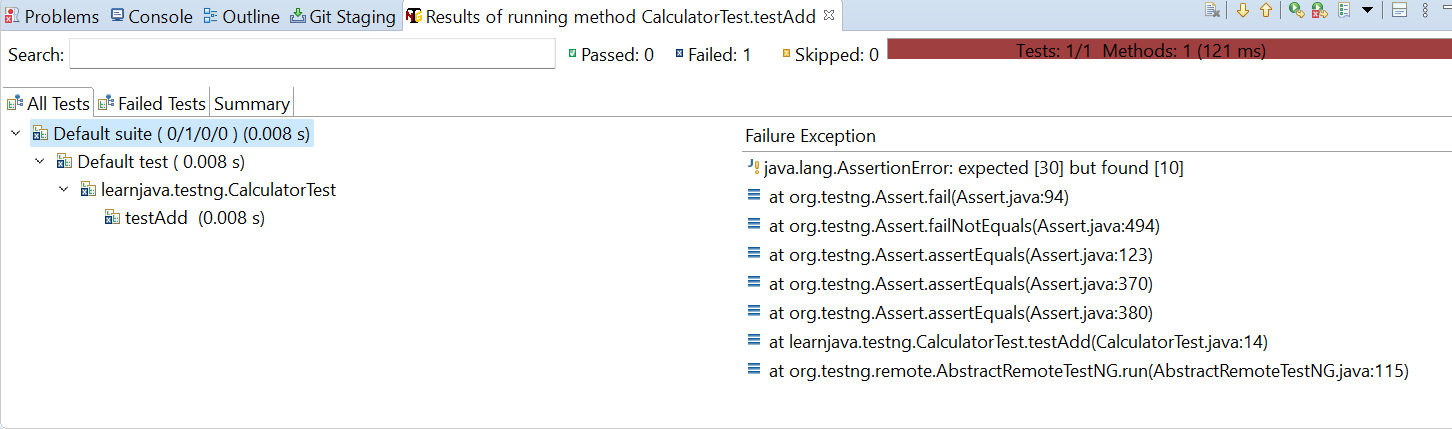 Problems Console Outline Git Staging Results of running method CalculatorTest.testAdd
Search: Passed: 0 Failed: 1 Skipped: 0 Tests: 1/1 Methods: 1 (121 ms)
All Tests Failed Tests Summary
Default suite ( 0/1/0/0 ) (0.008 s)
Default test ( 0.008 s)
learnjava.testng.CalculatorTest
testAdd (0.008 s)
Failure Exception
java.lang.AssertionError: expected [30] but found [10]
at org.testng.Assert.fail(Assert.java:94)
at org.testng.Assert.failNotEquals(Assert.java:494)
at org.testng.Assert.assertEquals(Assert.java:123)
at org.testng.Assert.assertEquals(Assert.java:370)
at org.testng.Assert.assertEquals(Assert.java:380)
at learnjava.testng.CalculatorTest.testAdd(CalculatorTest.java:14)
at org.testng.remote.AbstractRemoteTestNG.run(AbstractRemoteTestNG.java:115)